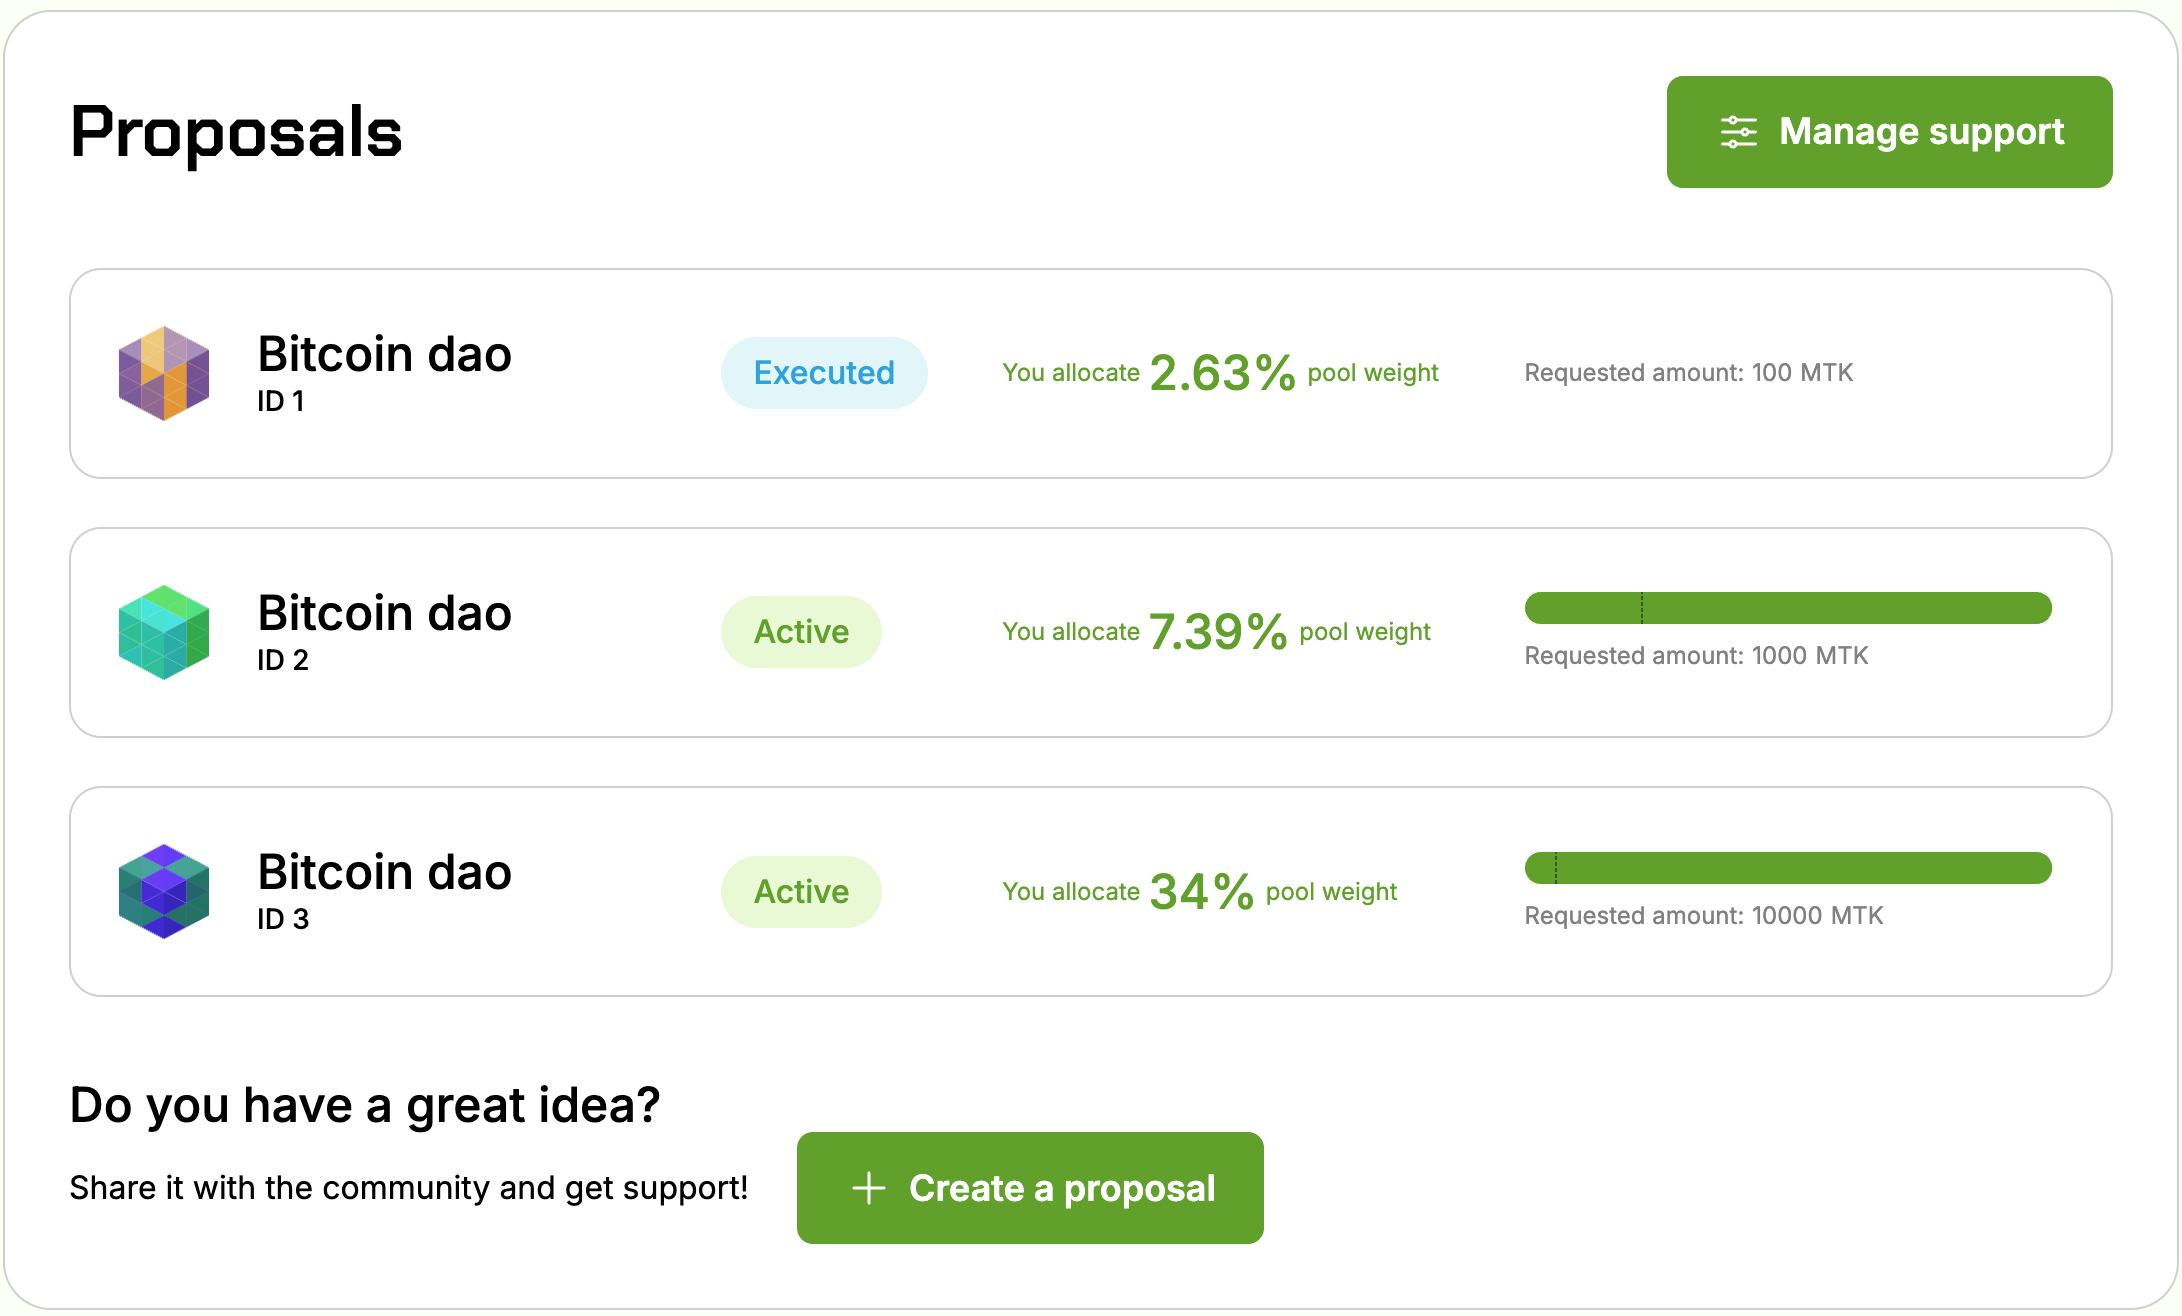 Proposals
Manage support
Bitcoin dao
ID 1
Executed
You allocate 2.63% pool weight
Requested amount: 100 MTK
Bitcoin dao
ID 2
Active
You allocate 7.39% pool weight
Requested amount: 1000 MTK
Bitcoin dao
ID 3
Active
You allocate 34% pool weight
Requested amount: 10000 MTK
Do you have a great idea?
Share it with the community and get support!
Create a proposal